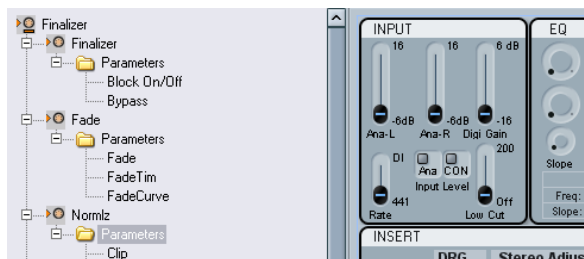 Finalizer
Finalizer
Parameters
Block On/Off
Bypass
Fade
Parameters
Fade
FadeTim
FadeCurve
Normlz
Parameters
Clip
INPUT
16 16 6 dB
-6dB -6dB -16
Ana-L Ana-R Digi Gain
DI 200
Ana CON
Input Level
441 Off
Rate Low Cut
EQ
Slope
Freq:
Slope:
INSERT
DRG Stereo Adjus